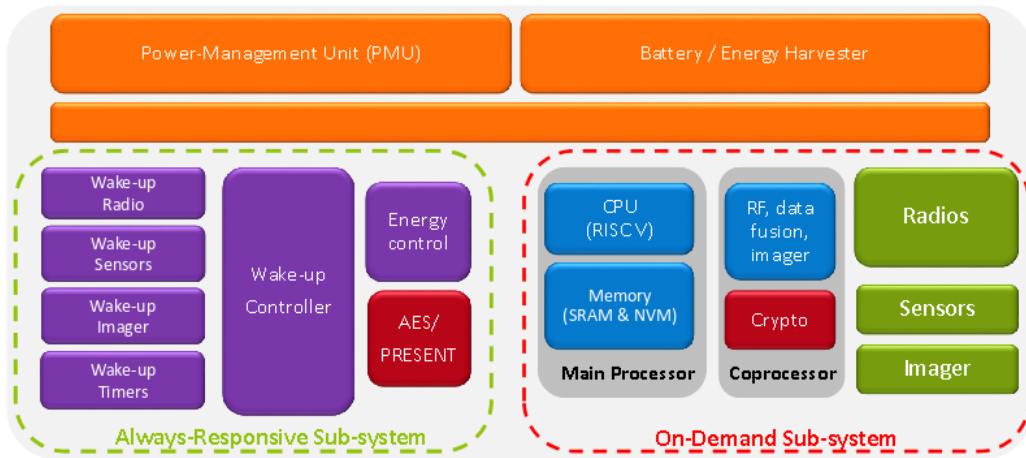 Power-Management Unit (PMU)
Battery / Energy Harvester
Wake-up
Radio
Wake-up
Sensors
Wake-up
Imager
Wake-up
Timers
Wake-up
Controller
Energy
control
AES/
PRESENT
Always-Responsive Sub-system
CPU
(RISCV)
Memory
(SRAM & NVM)
Main Processor
RF, data
fusion,
imager
Crypto
Coprocessor
Radios
Sensors
Imager
On-Demand Sub-system